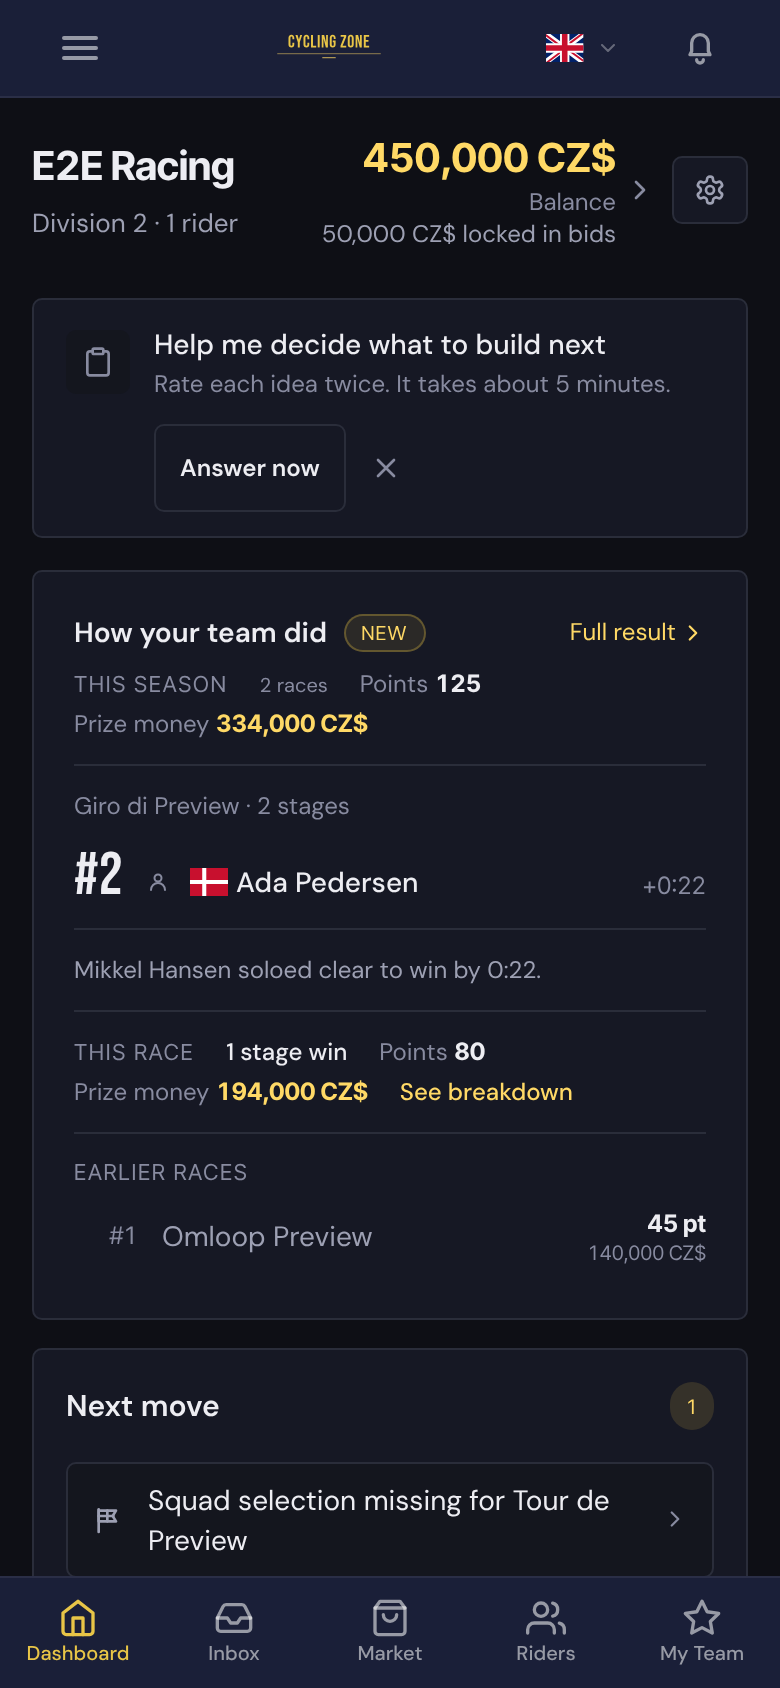 CYCLING ZONE
E2E Racing
Division 2 · 1 rider
450,000 CZ$
Balance
50,000 CZ$ locked in bids
Help me decide what to build next
Rate each idea twice. It takes about 5 minutes.
Answer now
How your team did
NEW
Full result
THIS SEASON 2 races Points 125
Prize money 334,000 CZ$
Giro di Preview · 2 stages
#2 Ada Pedersen +0:22
Mikkel Hansen soloed clear to win by 0:22.
THIS RACE 1 stage win Points 80
Prize money 194,000 CZ$ See breakdown
EARLIER RACES
#1 Omloop Preview
45 pt
140,000 CZ$
Next move
1
Squad selection missing for Tour de
Preview
Dashboard Inbox Market Riders My Team